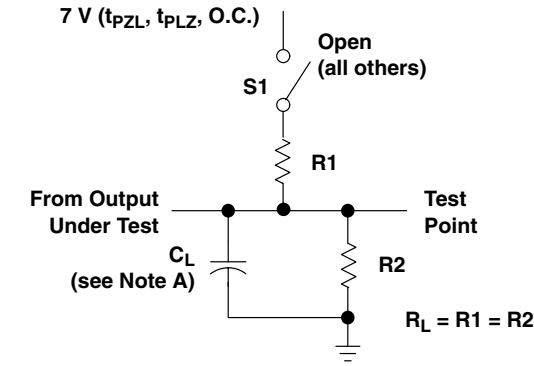 7 V (tPZL, tPLZ, O.C.)
Open
(all others)
S1
R1
From Output
Under Test
Test
Point
CL
(see Note A)
R2
RL = R1 = R2